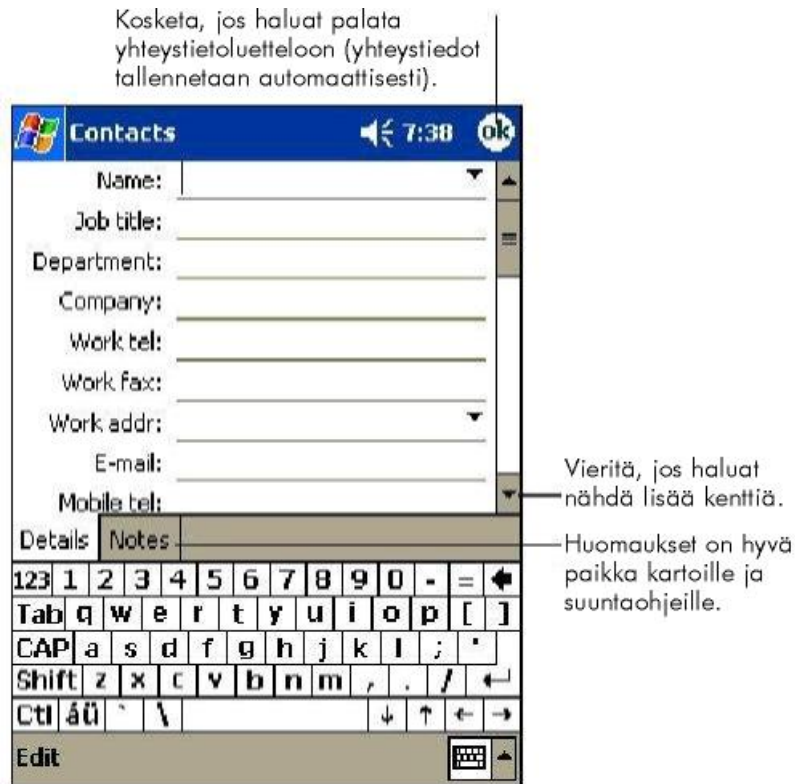 Kosketa, jos haluat palata
yhteystietoluetteloon (yhteystiedot
tallennetaan automaattisesti).
Contacts 7:38 ok
Name:
Job title:
Department:
Company:
Work tel:
Work fax:
Work addr:
E-mail:
Mobile tel:
Vieritä, jos haluat
nähdä lisää kenttiä.
Details Notes
Huomaukset on hyvä
paikka kartoille ja
suuntaohjeille.
123 1 2 3 4 5 6 7 8 9 0 - =
Tab q w e r t y u i o p [ ]
CAP a s d f g h j k l ; '
Shift z x c v b n m , . /
Ctl áü ` \
Edit